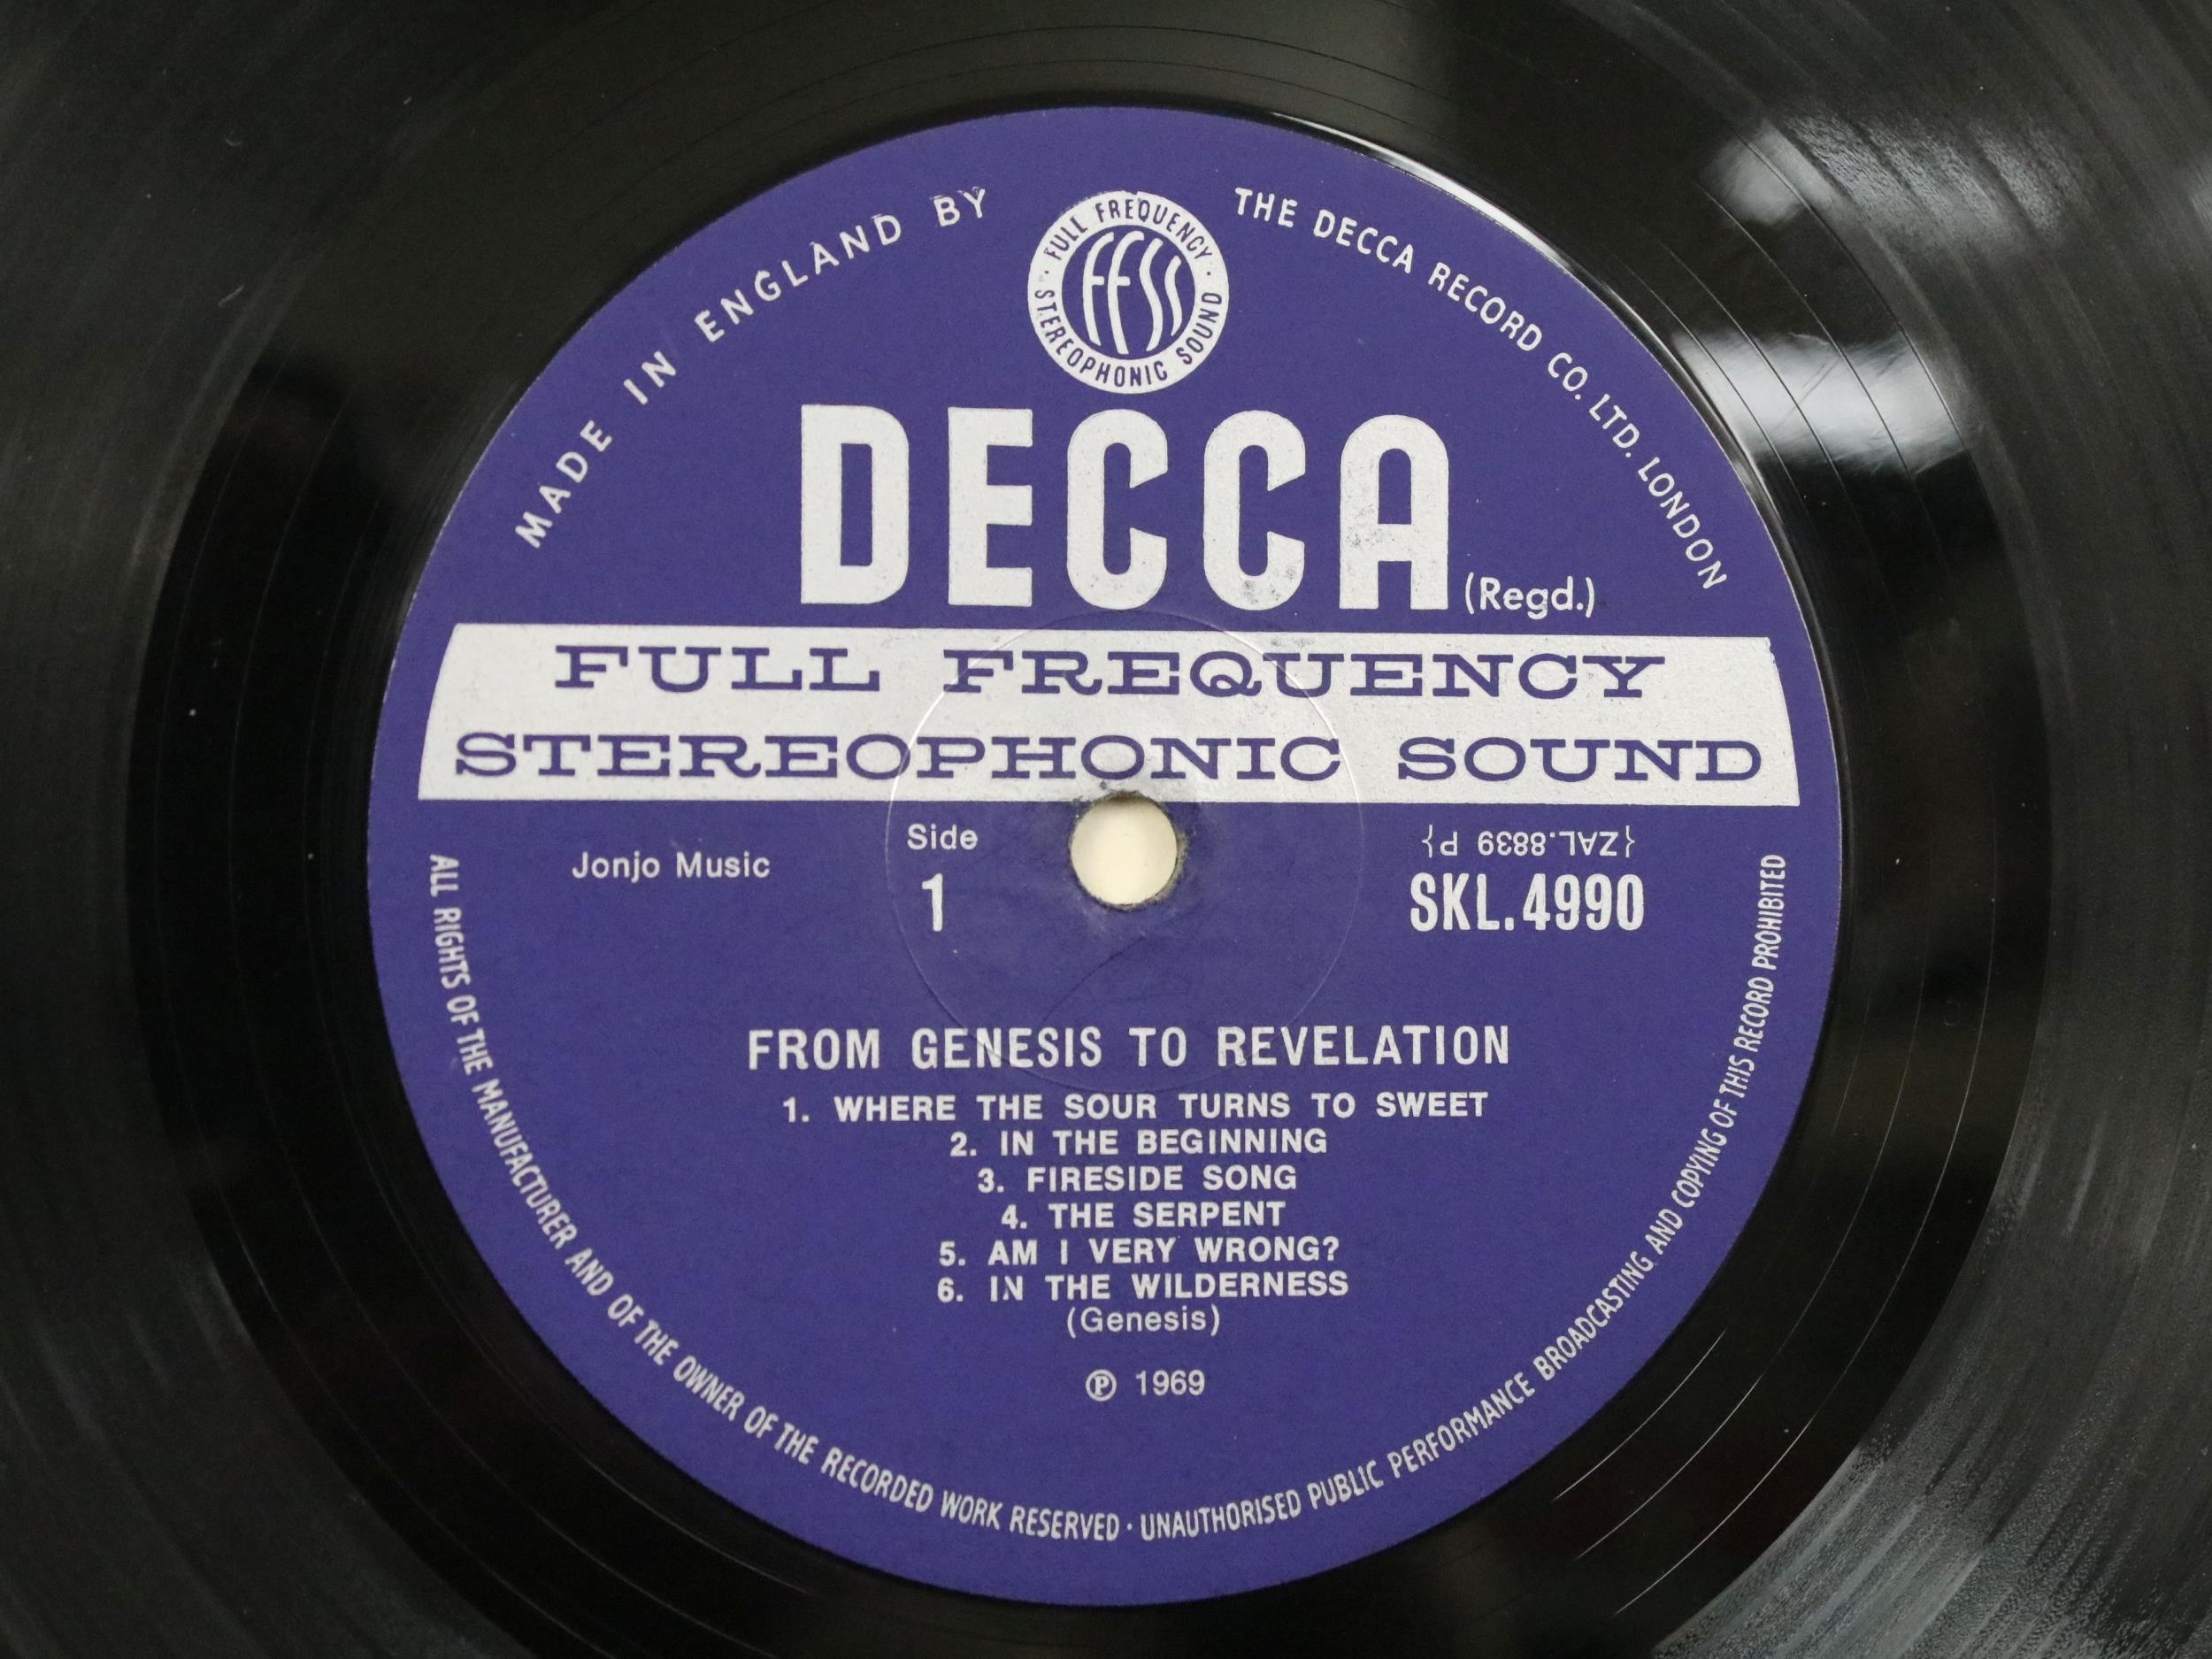 MADE IN ENGLAND BY
THE DECCA RECORD CO. LTD. LONDON
· FULL FREQUENCY ·
STEREOPHONIC SOUND
FFSS
DECCA (Regd.)
FULL FREQUENCY
STEREOPHONIC SOUND
Jonjo Music
Side
1
{ZAL.8839 P}
SKL.4990
FROM GENESIS TO REVELATION
1. WHERE THE SOUR TURNS TO SWEET
2. IN THE BEGINNING
3. FIRESIDE SONG
4. THE SERPENT
5. AM I VERY WRONG?
6. IN THE WILDERNESS
(Genesis)
℗ 1969
ALL RIGHTS OF THE MANUFACTURER AND OF THE OWNER OF THE RECORDED WORK RESERVED · UNAUTHORISED PUBLIC PERFORMANCE BROADCASTING AND COPYING OF THIS RECORD PROHIBITED